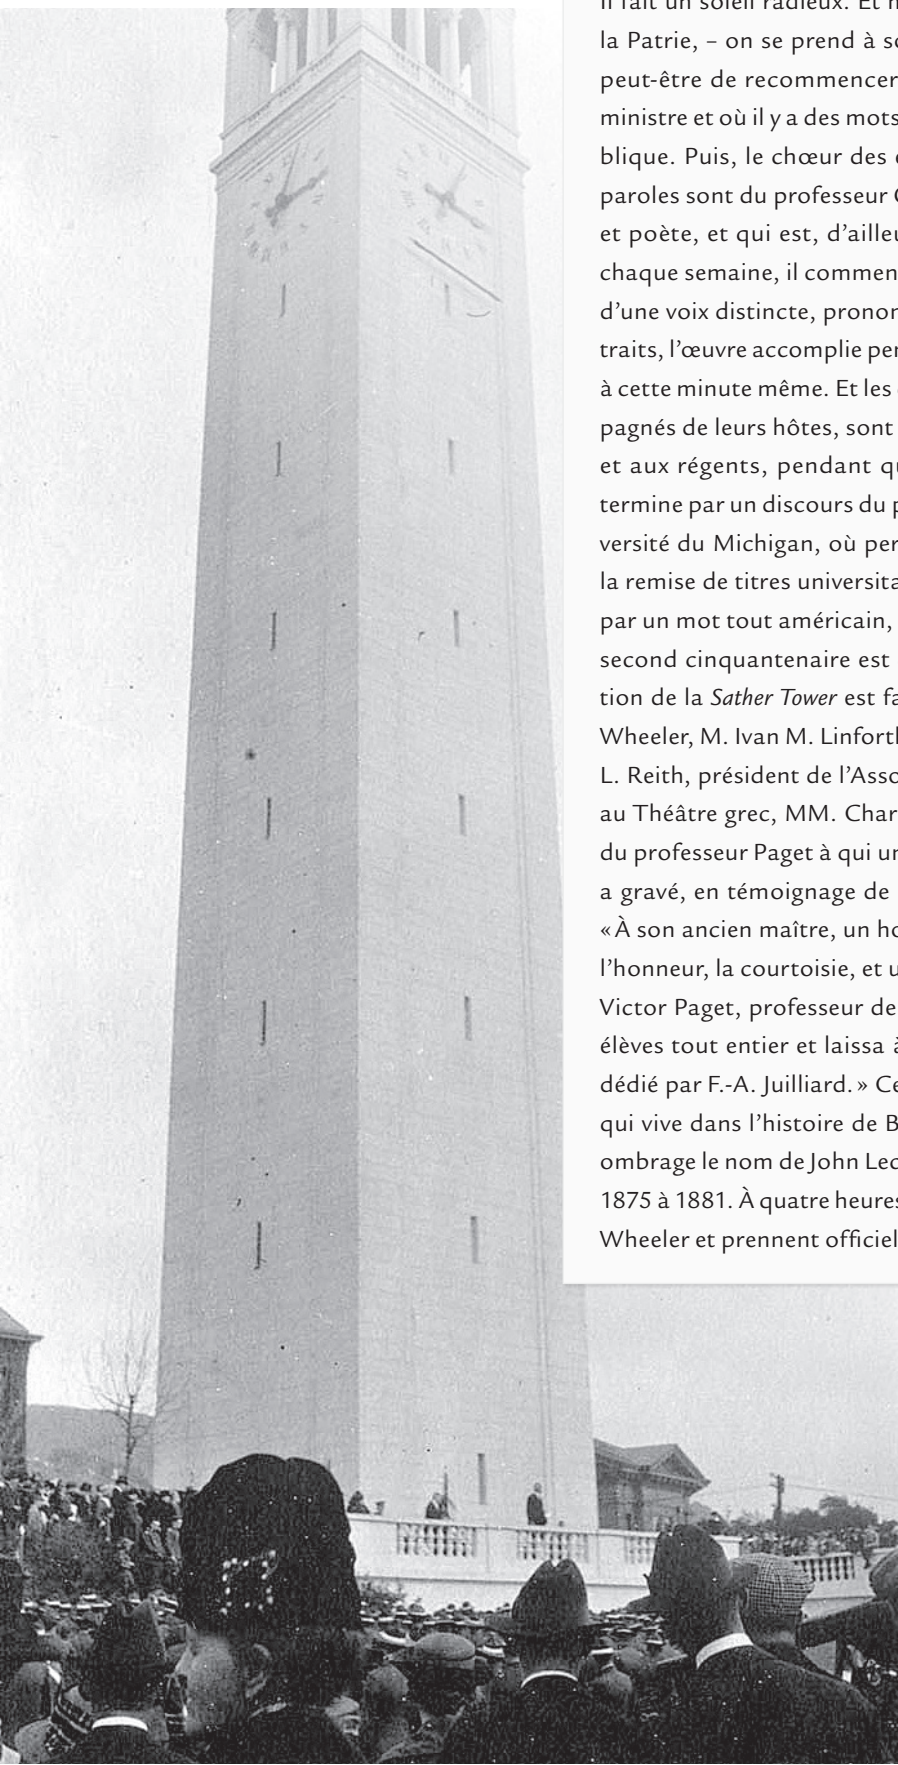 la Patrie, – on se prend à
peut-être de recommencer
ministre et où il y a des mots
blique. Puis, le chœur des
paroles sont du professeur
et poète, et qui est, d’aille
chaque semaine, il commen
d’une voix distincte, pronon
traits, l’œuvre accomplie per
à cette minute même. Et les
pagnés de leurs hôtes, sont
et aux régents, pendant qu
termine par un discours du p
versité du Michigan, où per
la remise de titres universita
par un mot tout américain,
second cinquantenaire est
tion de la Sather Tower est fa
Wheeler, M. Ivan M. Linforth
L. Reith, président de l’Asso
au Théâtre grec, MM. Char
du professeur Paget à qui un
a gravé, en témoignage de
« À son ancien maître, un ho
l’honneur, la courtoisie, et u
Victor Paget, professeur de
élèves tout entier et laissa à
dédié par F.-A. Juilliard. » Ce
qui vive dans l’histoire de B
ombrage le nom de John Lec
1875 à 1881. À quatre heures
Wheeler et prennent officiel